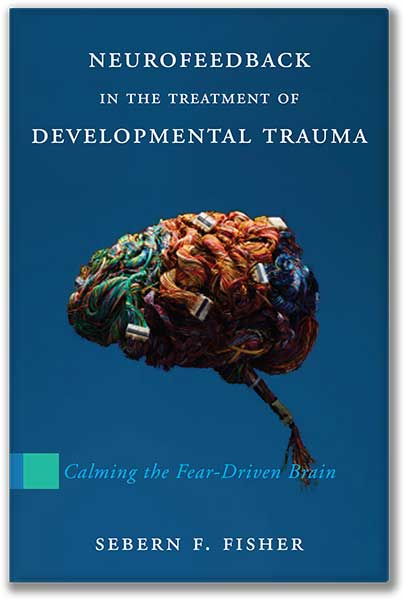 NEUROFEEDBACK
IN THE TREATMENT OF
DEVELOPMENTAL TRAUMA
Calming the Fear-Driven Brain
SEBERN F. FISHER